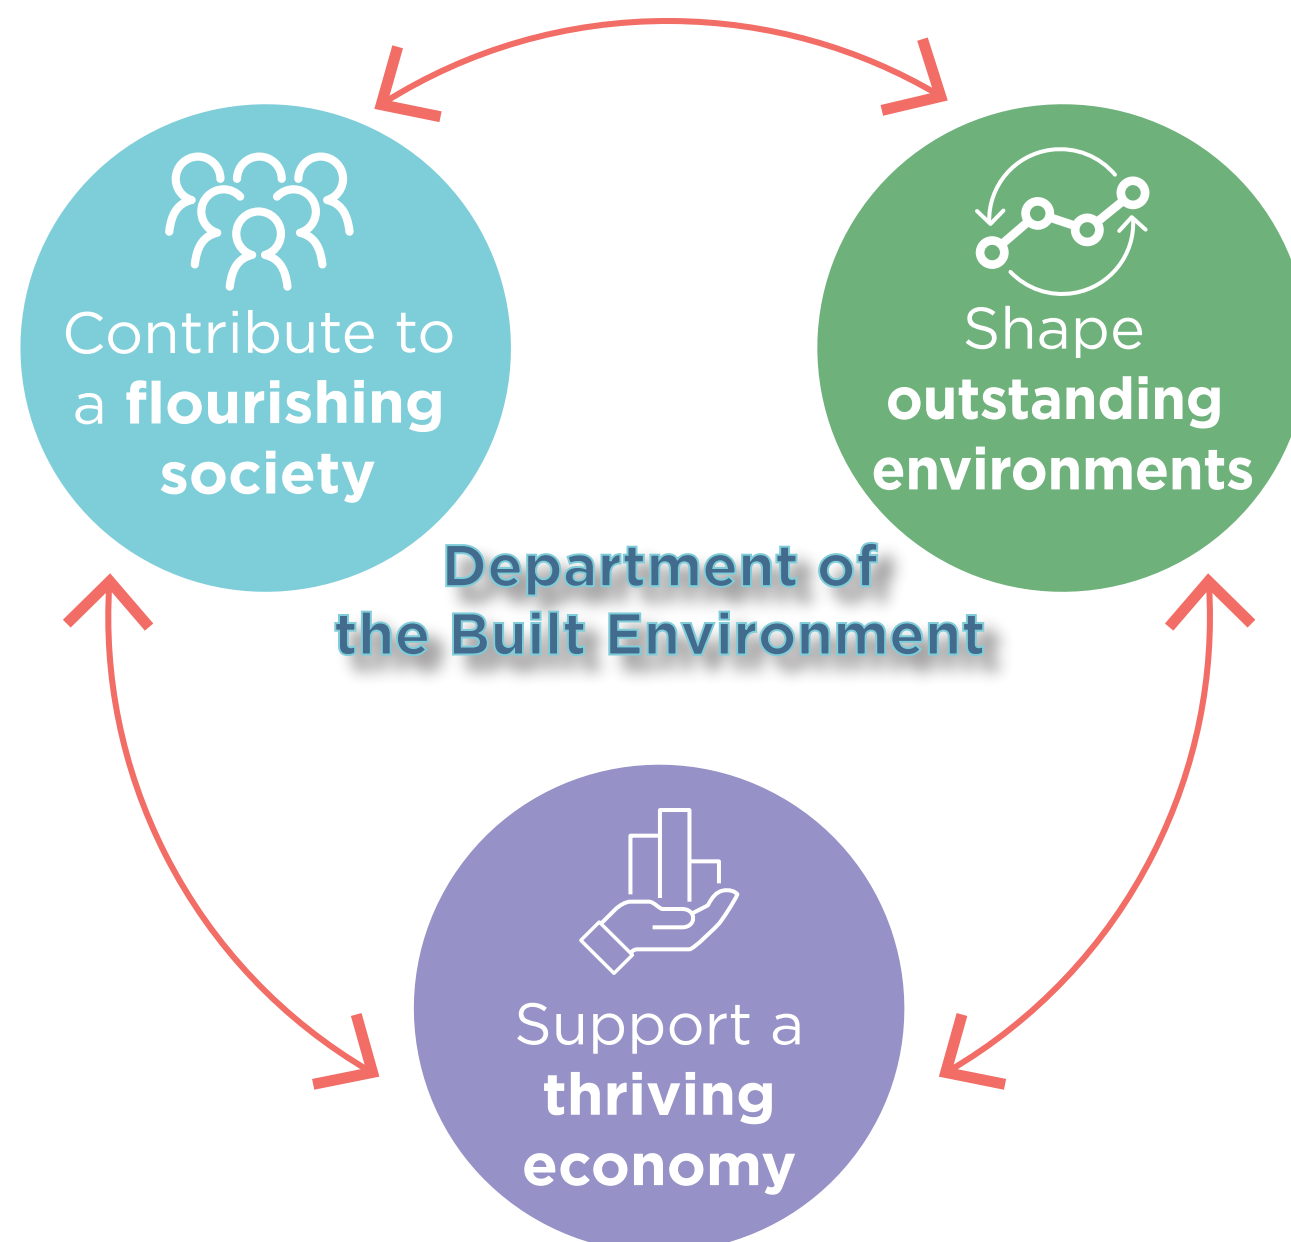 Contribute to
a flourishing
society
Shape
outstanding
environments
Department of
the Built Environment
Support a
thriving
economy